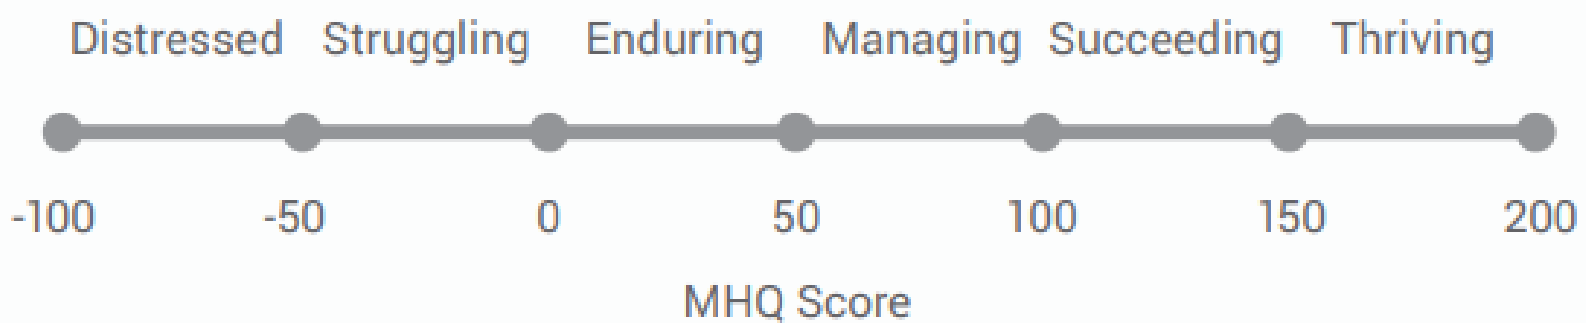 Distressed Struggling Enduring Managing Succeeding Thriving
-100 -50 0 50 100 150 200
MHQ Score